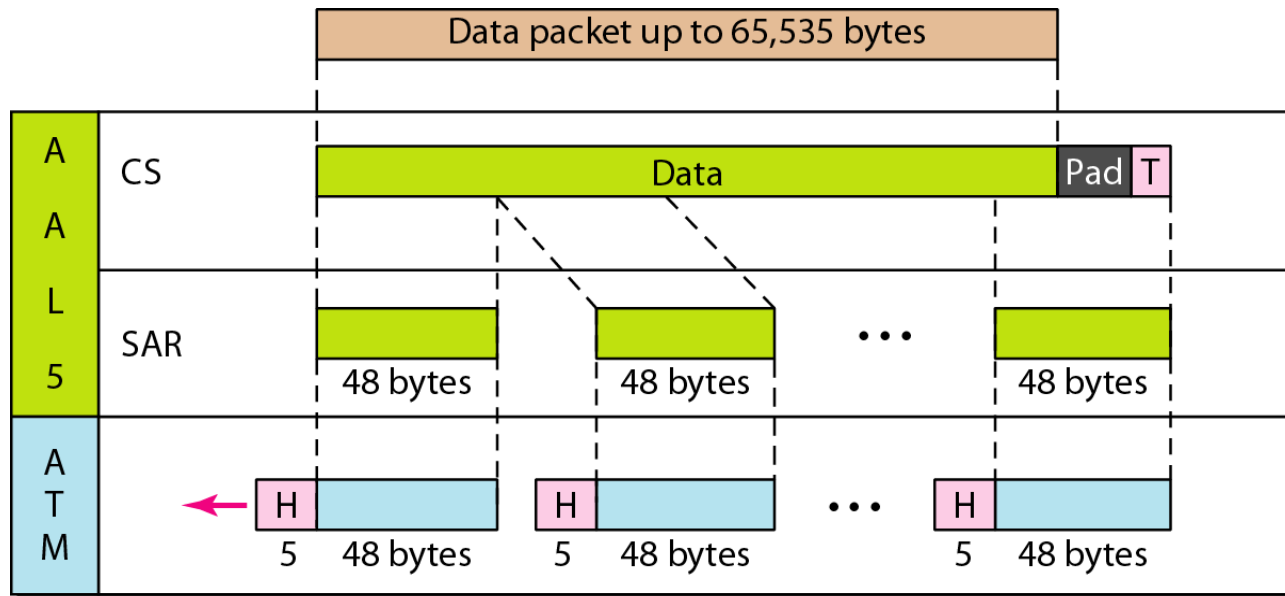 Data packet up to 65,535 bytes
A
A
L
5
CS
Data
Pad
T
SAR
48 bytes
48 bytes
48 bytes
A
T
M
H
H
H
5
48 bytes
5
48 bytes
5
48 bytes